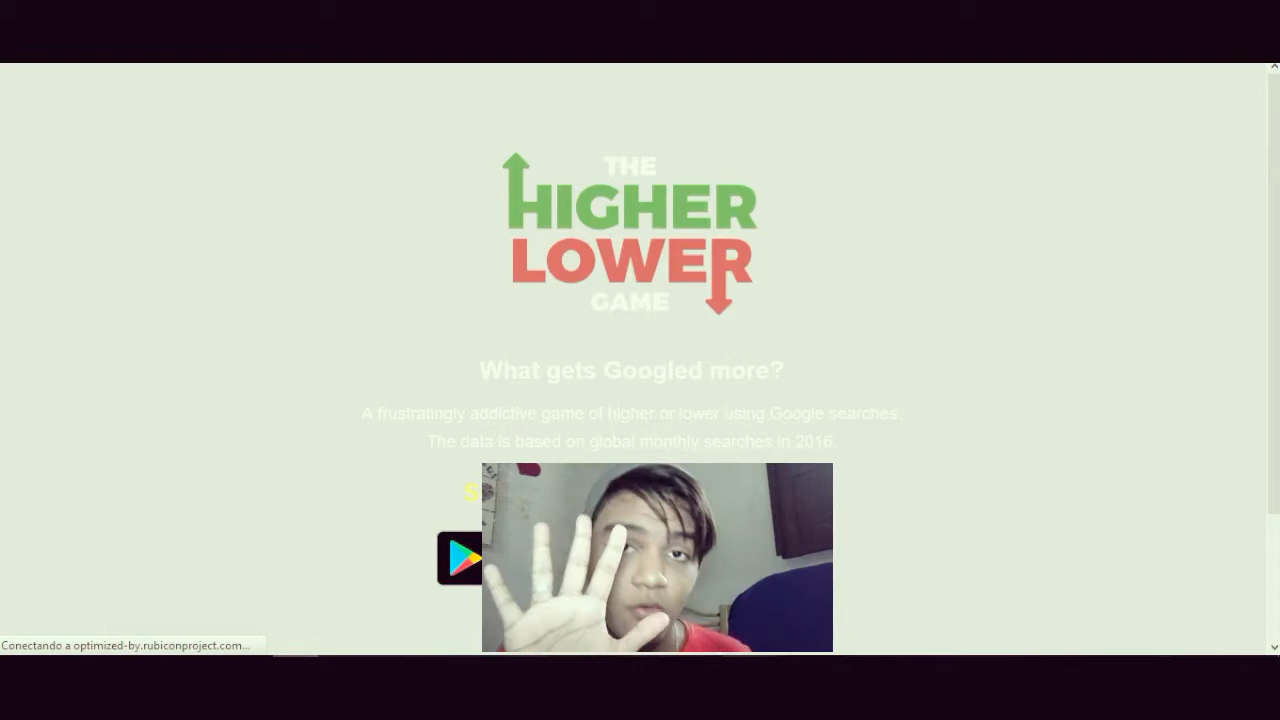 THE
HIGHER
LOWER
GAME
What gets Googled more?
A frustratingly addictive game of higher or lower using Google searches.
The data is based on global monthly searches in 2016.
S
Conectando a optimized-by.rubiconproject.com...